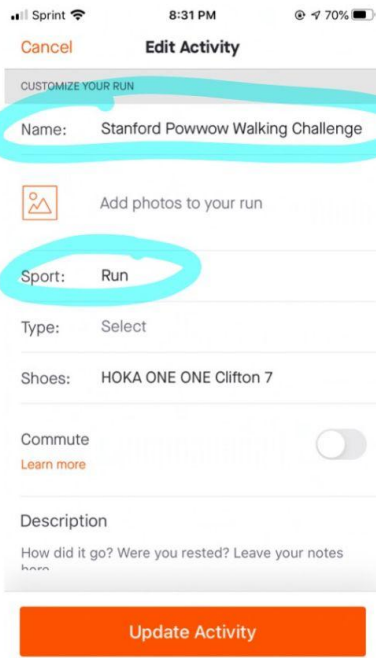 Sprint 8:31 PM 70%
Cancel Edit Activity
CUSTOMIZE YOUR RUN
Name: Stanford Powwow Walking Challenge
Add photos to your run
Sport: Run
Type: Select
Shoes: HOKA ONE ONE Clifton 7
Commute
Learn more
Description
How did it go? Were you rested? Leave your notes
here
Update Activity